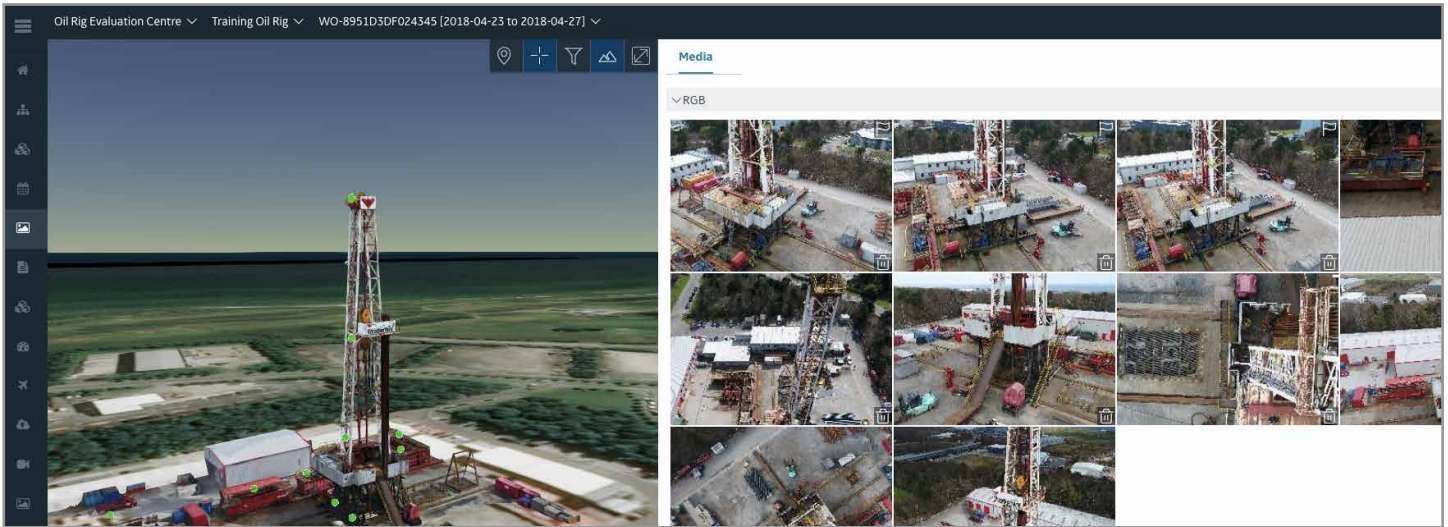 Oil Rig Evaluation Centre Training Oil Rig WO-8951D3DF024345 [2018-04-23 to 2018-04-27]
Media
RGB